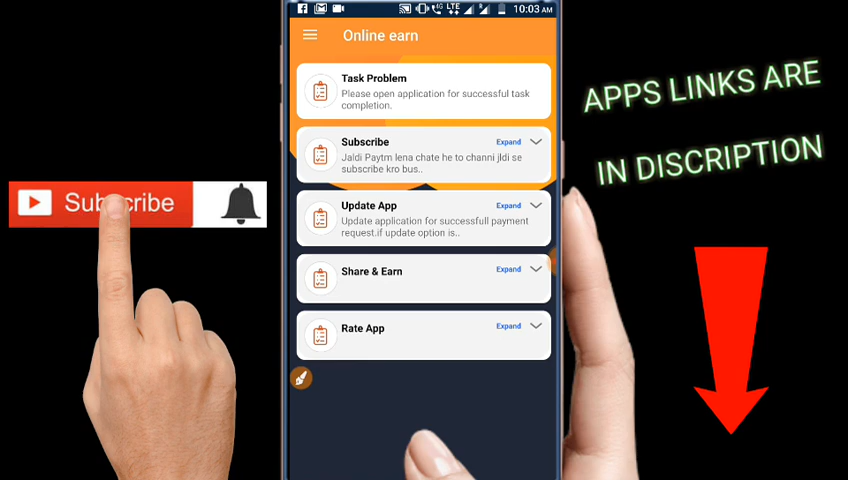 4G LTE R 10:03 AM
Online earn
Task Problem
Please open application for successful task
completion.
Subscribe Expand
Jaldi Paytm lena chate he to channi jldi se
subscribe kro bus..
Update App Expand
Update application for successfull payment
request.if update option is..
Share & Earn Expand
Rate App Expand
Subscribe
APPS LINKS ARE
IN DISCRIPTION